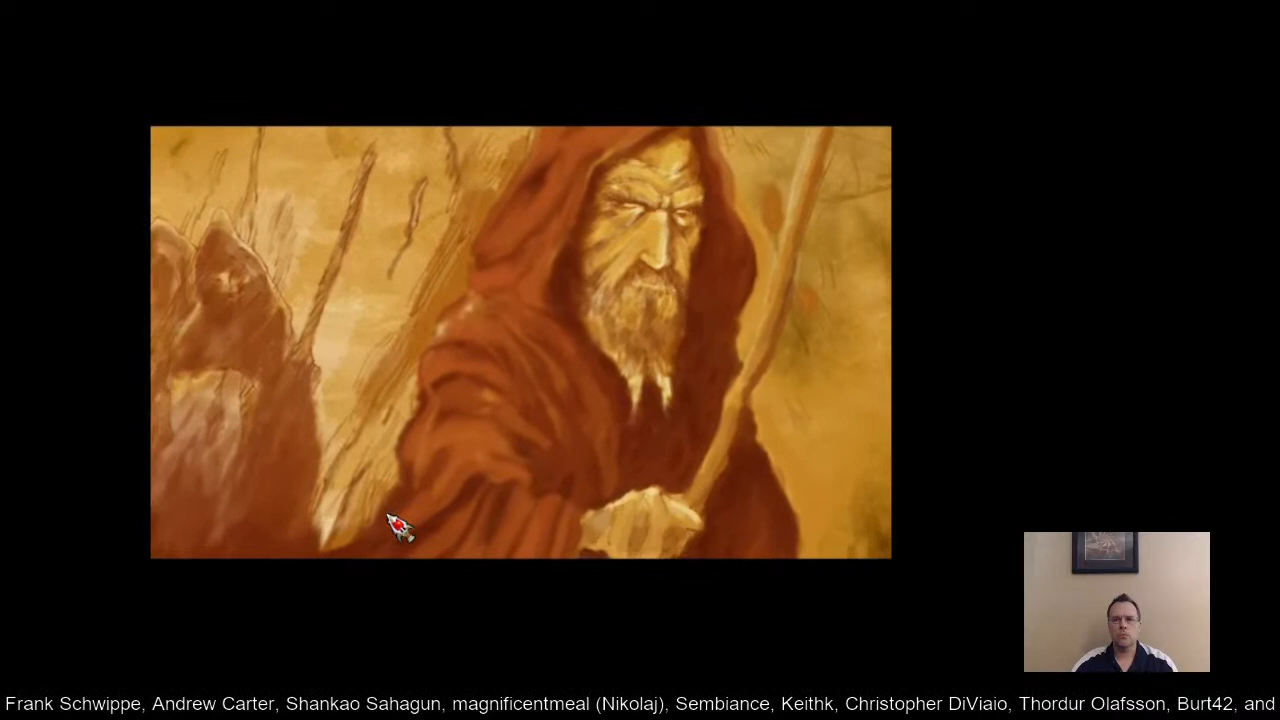 Frank Schwippe, Andrew Carter, Shankao Sahagun, magnificentmeal (Nikolaj), Sembiance, Keithk, Christopher DiViaio, Thordur Olafsson, Burt42, and